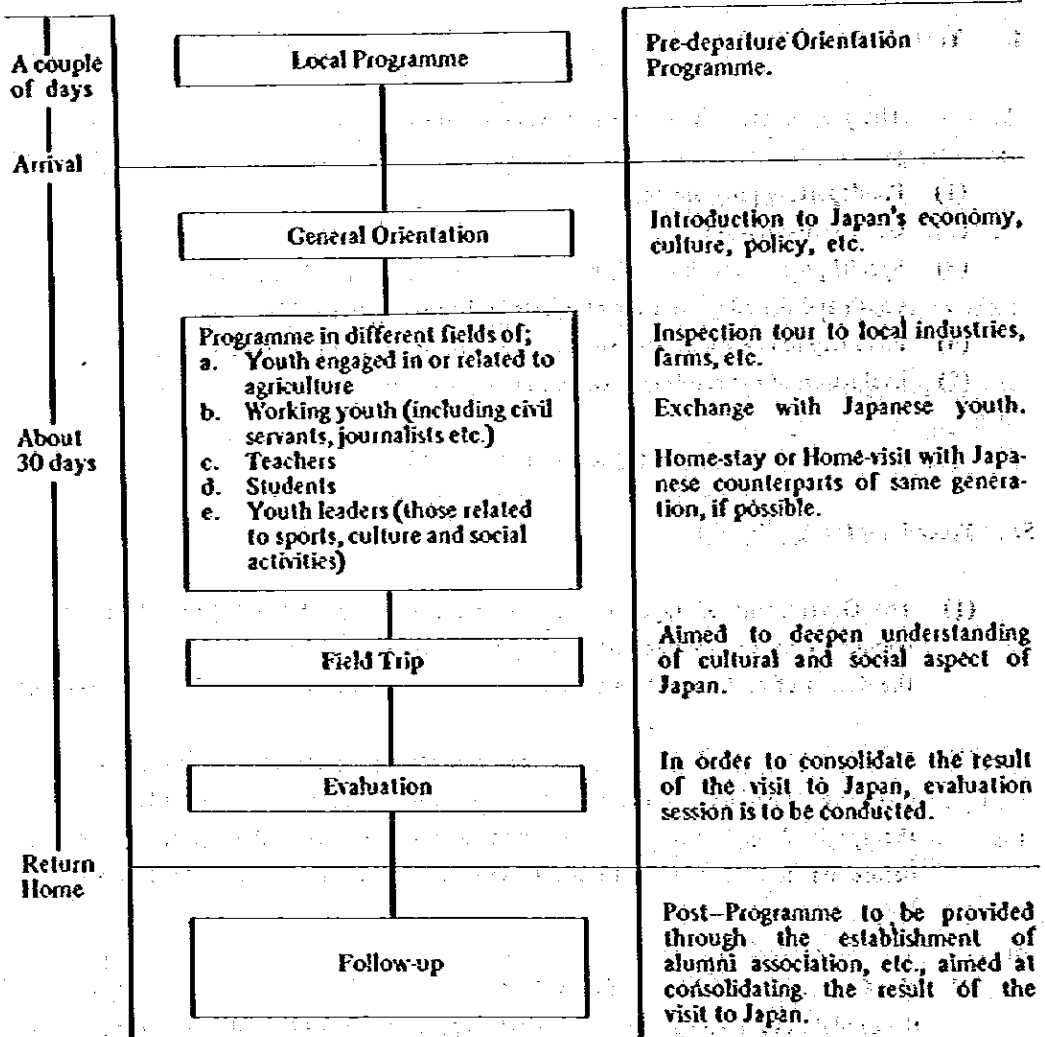 A couple
of days
Local Programme
Pre-departure Orientation
Programme.
Arrival
General Orientation
Introduction to Japan's economy,
culture, policy, etc.
About
30 days
Programme in different fields of;
a. Youth engaged in or related to
agriculture
b. Working youth (including civil
servants, journalists etc.)
c. Teachers
d. Students
e. Youth leaders (those related
to sports, culture and social
activities)
Inspection tour to local industries,
farms, etc.
Exchange with Japanese youth.
Home-stay or Home-visit with Japa-
nese counterparts of same genera-
tion, if possible.
Field Trip
Aimed to deepen understanding
of cultural and social aspect of
Japan.
Evaluation
In order to consolidate the result
of the visit to Japan, evaluation
session is to be conducted.
Return
Home
Follow-up
Post-Programme to be provided
through the establishment of
alumni association, etc., aimed at
consolidating the result of the
visit to Japan.